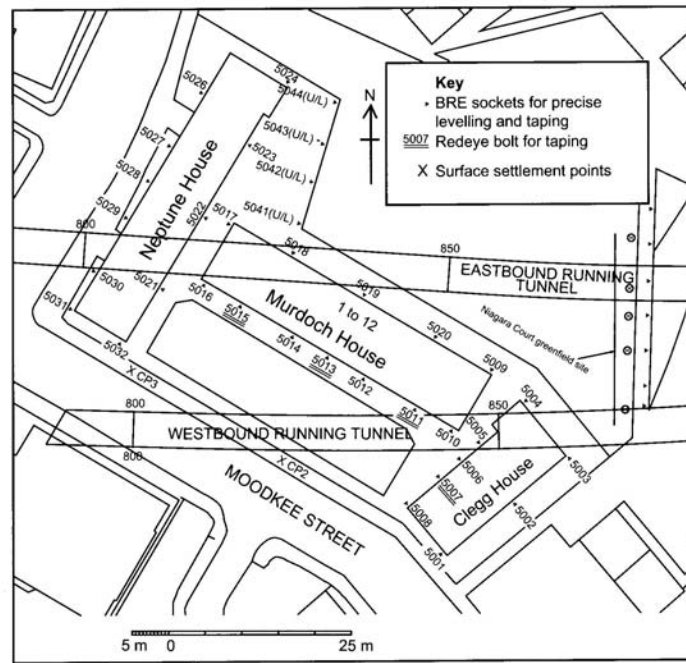 Key
BRE sockets for precise
levelling and taping
5007 Redeye bolt for taping
X Surface settlement points
N
5026
5024
5044(U/L)
5027
5043(U/L)
5023
5028
5042(U/L)
Neptune House
5029
5022
5017
5041(U/L)
800
5018
850
EASTBOUND RUNNING
TUNNEL
5030
5021
5016
5015
5019
1 to 12
Murdoch House
5031
5032
5014
5013
5012
5020
Niagara Court greenfield site
X CP3
5009
5011
5004
800
850
WESTBOUND RUNNING TUNNEL
5010
5005
800
X CP2
5006
5003
MOODKEE STREET
5007
Clegg House
5008
5002
5001
5 m 0 25 m